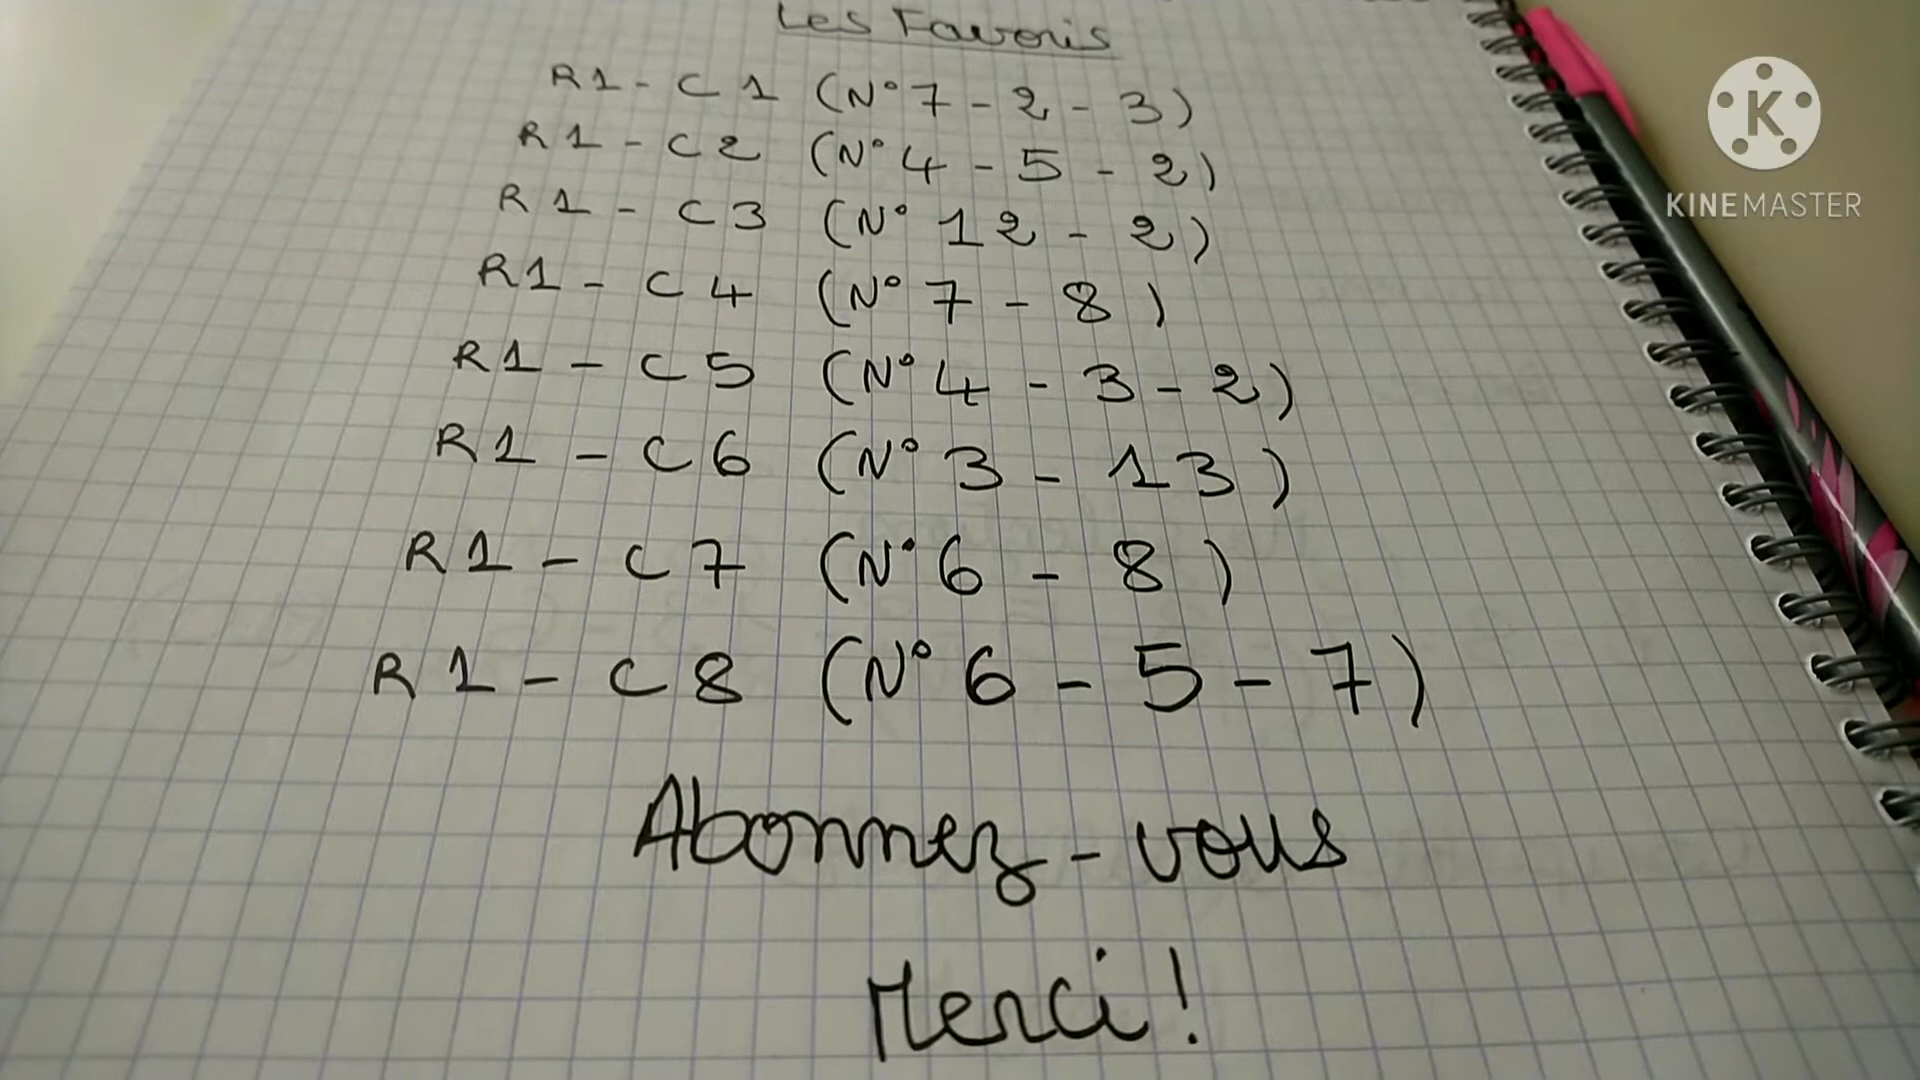 Les Favoris
R1 - C1 (N° 7 - 2 - 3)
R1 - C2 (N° 4 - 5 - 2)
R1 - C3 (N° 12 - 2)
R1 - C4 (N° 7 - 8)
R1 - C5 (N° 4 - 3 - 2)
R1 - C6 (N° 3 - 13)
R1 - C7 (N° 6 - 8)
R1 - C8 (N° 6 - 5 - 7)
Abonnez-vous
Merci!
K
KINEMASTER